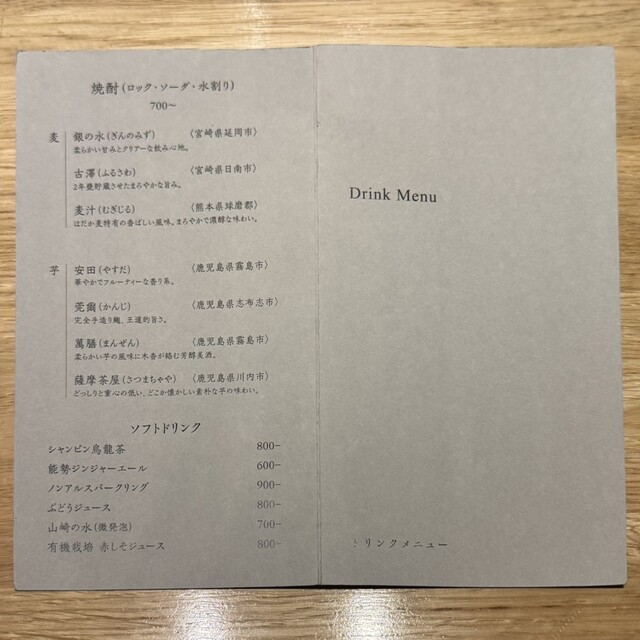 焼酎(ロック・ソーダ・水割り)
700〜
麦
銀の水(ぎんのみず) 〈宮崎県延岡市〉
柔らかい甘みとクリアーな飲み心地。
古澤(ふるさわ) 〈宮崎県日南市〉
2年甕貯蔵させたまろやかな旨み。
麦汁(むぎじる) 〈熊本県球磨郡〉
はだか麦特有の香ばしい風味。まろやかで濃醇な味わい。
芋
安田(やすだ) 〈鹿児島県霧島市〉
華やかでフルーティーな香り系。
莞爾(かんじ) 〈鹿児島県志布志市〉
完全手造り麹、王道的旨さ。
萬膳(まんぜん) 〈鹿児島県霧島市〉
柔らかい芋の風味に木香が絡む芳醇美酒。
薩摩茶屋(さつまちゃや) 〈鹿児島県川内市〉
どっしりと重心の低い、どこか懐かしい素朴な芋の味わい。
ソフトドリンク
シャンピン烏龍茶 800−
能勢ジンジャーエール 600−
ノンアルスパークリング 900−
ぶどうジュース 800−
山崎の水(微発泡) 700−
有機栽培 赤しそジュース 800−
Drink Menu
ドリンクメニュー